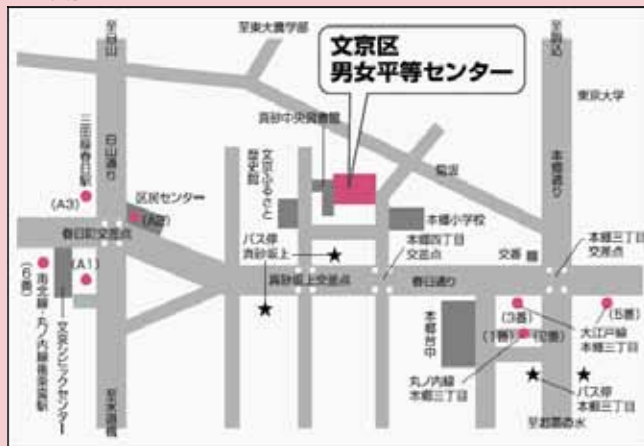 至白山
至東大農学部
文京区
男女平等センター
至駒込
東京大学
三田線春日駅
白山通り
真砂中央図書館
文京ふるさと
歴史館
菊坂
本郷通り
(A3)
区民センター
(A2)
本郷小学校
春日町交差点
バス停
真砂坂上
本郷四丁目
交差点
交番
本郷三丁目
交差点
(6番)
南北線・丸ノ内線後楽園駅
(A1)
文京シビックセンター
真砂坂上交差点
春日通り
本郷台中
(3番)
(5番)
(1番)
(2番)
大江戸線
本郷三丁目
丸ノ内線
本郷三丁目
バス停
本郷三丁目
至水道橋
至お茶の水